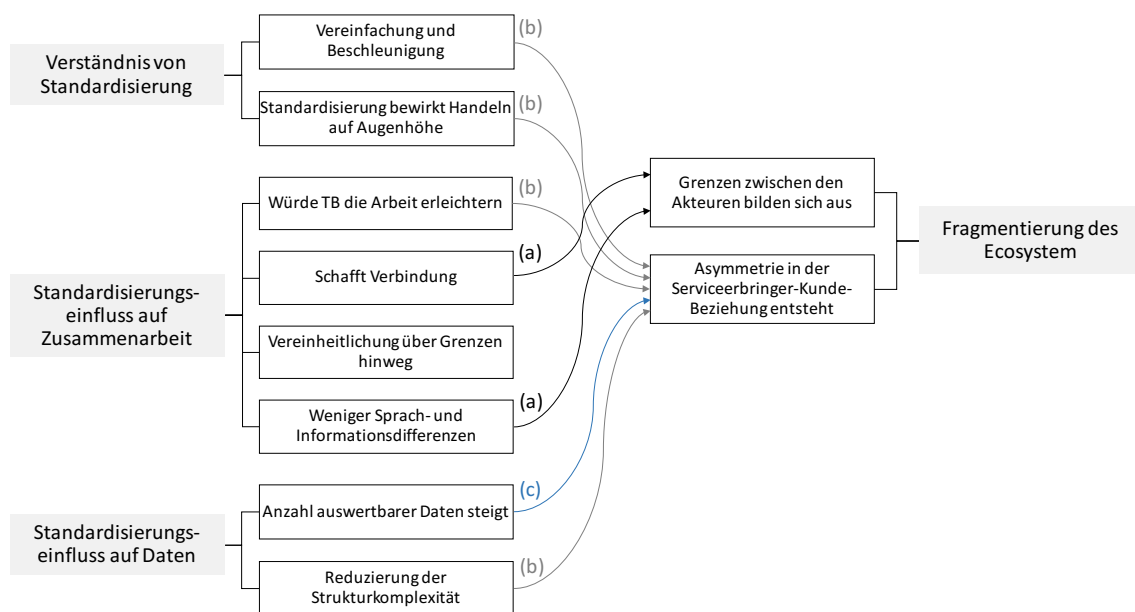 Verständnis von
Standardisierung
Vereinfachung und
Beschleunigung
(b)
Standardisierung bewirkt Handeln
auf Augenhöhe
(b)
Standardisierungs-
einfluss auf
Zusammenarbeit
Würde TB die Arbeit erleichtern
(b)
Schafft Verbindung
(a)
Vereinheitlichung über Grenzen
hinweg
Weniger Sprach- und
Informationsdifferenzen
(a)
Standardisierungs-
einfluss auf Daten
Anzahl auswertbarer Daten steigt
(c)
Reduzierung der
Strukturkomplexität
(b)
Grenzen zwischen den
Akteuren bilden sich aus
Asymmetrie in der
Serviceerbringer-Kunde-
Beziehung entsteht
Fragmentierung des
Ecosystem